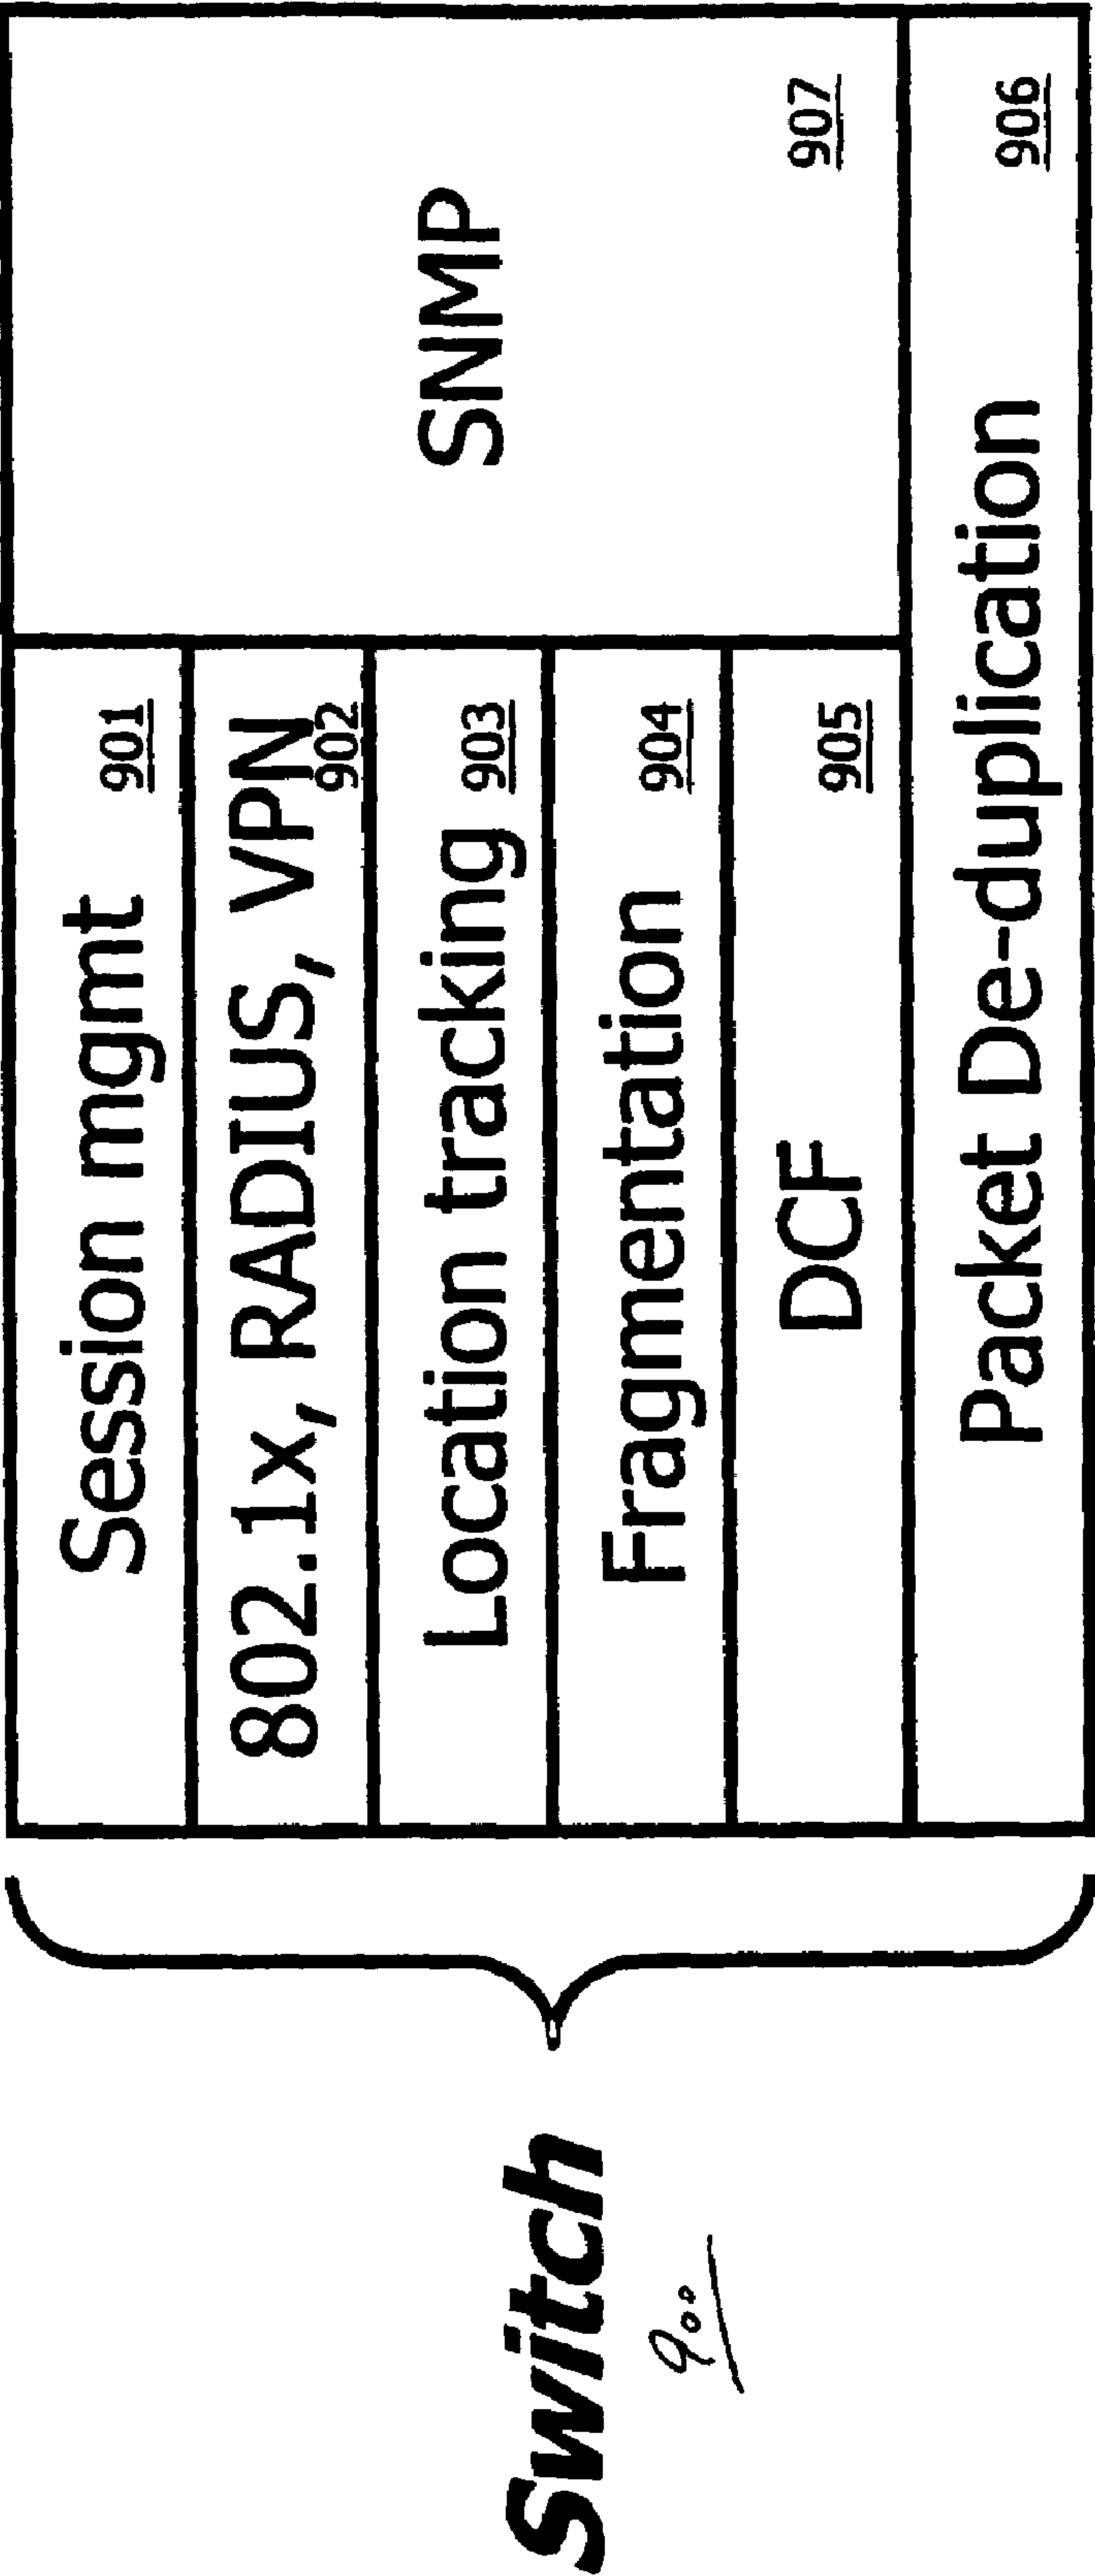 Switch
900
Session mgmt
901
802.1x, RADIUS, VPN
902
Location tracking
903
Fragmentation
904
DCF
905
SNMP
907
Packet De-duplication
906